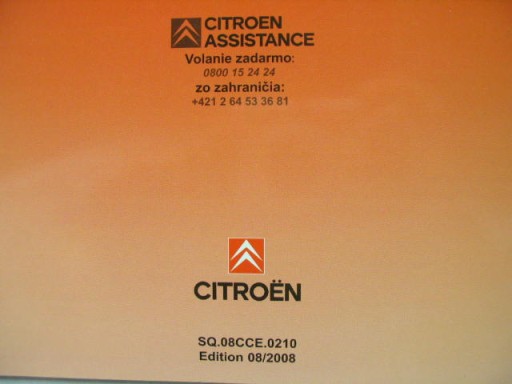 CITROEN
ASSISTANCE
Volanie zadarmo:
0800 15 24 24
zo zahraničia:
+421 2 64 53 36 81
CITROËN
SQ.08CCE.0210
Edition 08/2008